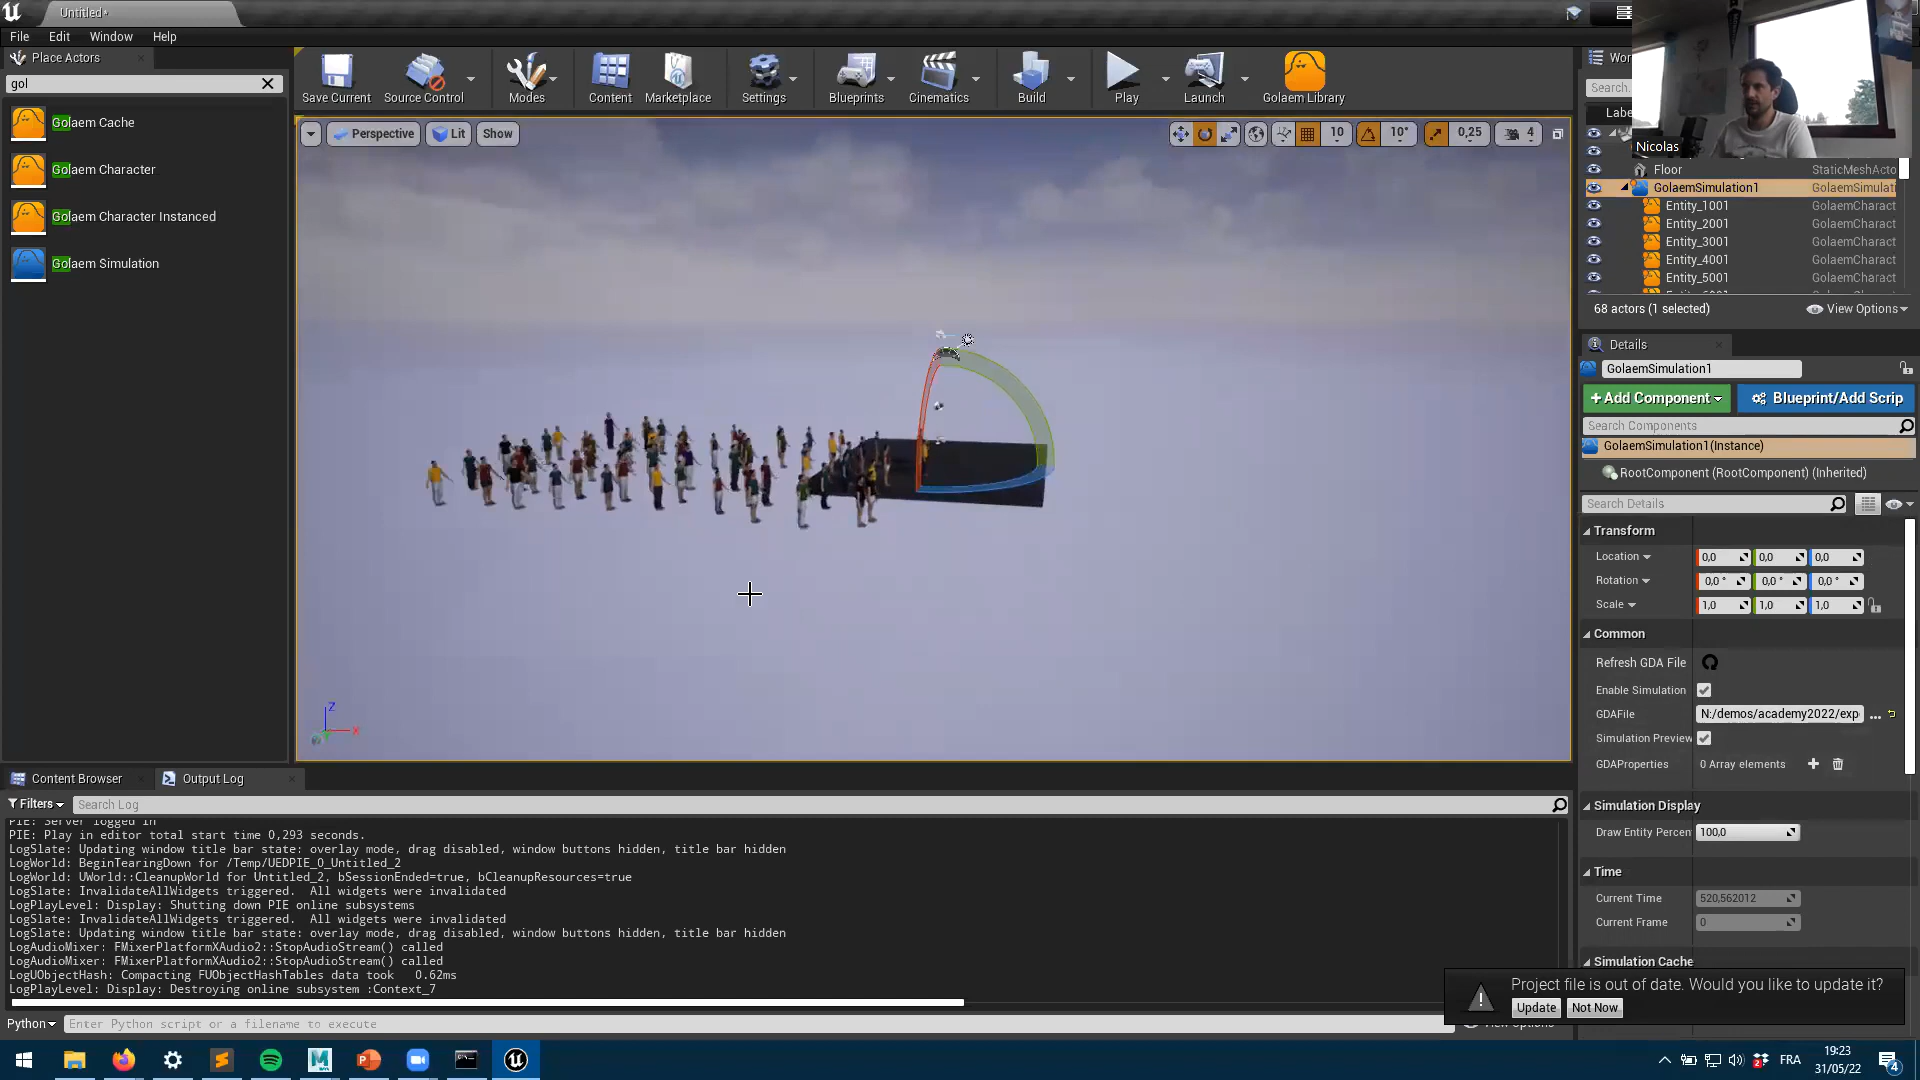 Untitled*
File Edit Window Help
Place Actors
gol
Golaem Cache
Golaem Character
Golaem Character Instanced
Golaem Simulation
Save Current
Source Control
Modes
Content
Marketplace
Settings
Blueprints
Cinematics
Build
Play
Launch
Golaem Library
Perspective
Lit
Show
10
10°
0,25
4
Nicolas
Search
Floor StaticMeshActo
GolaemSimulation1 GolaemSimulati
Entity_1001 GolaemCharact
Entity_2001 GolaemCharact
Entity_3001 GolaemCharact
Entity_4001 GolaemCharact
Entity_5001 GolaemCharact
68 actors (1 selected)
View Options
Details
GolaemSimulation1
+Add Component
Blueprint/Add Scrip
Search Components
GolaemSimulation1(Instance)
RootComponent (RootComponent) (Inherited)
Search Details
Transform
Location 0,0 0,0 0,0
Rotation 0,0 ° 0,0 ° 0,0 °
Scale 1,0 1,0 1,0
Common
Refresh GDA File
Enable Simulation
GDAFile N:/demos/academy2022/exp ...
Simulation Preview
GDAProperties 0 Array elements
Simulation Display
Draw Entity Percen 100,0
Time
Current Time 520,562012
Current Frame 0
Simulation Cache
Z
X
Content Browser
Output Log
Filters
Search Log
PIE: Server logged in
PIE: Play in editor total start time 0,293 seconds.
LogSlate: Updating window title bar state: overlay mode, drag disabled, window buttons hidden, title bar hidden
LogWorld: BeginTearingDown for /Temp/UEDPIE_0_Untitled_2
LogWorld: UWorld::CleanupWorld for Untitled_2, bSessionEnded=true, bCleanupResources=true
LogSlate: InvalidateAllWidgets triggered.  All widgets were invalidated
LogPlayLevel: Display: Shutting down PIE online subsystems
LogSlate: InvalidateAllWidgets triggered.  All widgets were invalidated
LogSlate: Updating window title bar state: overlay mode, drag disabled, window buttons hidden, title bar hidden
LogAudioMixer: FMixerPlatformXAudio2::StopAudioStream() called
LogAudioMixer: FMixerPlatformXAudio2::StopAudioStream() called
LogUObjectHash: Compacting FUObjectHashTables data took   0.62ms
LogPlayLevel: Display: Destroying online subsystem :Context_7
Python
Enter Python script or a filename to execute
Project file is out of date. Would you like to update it?
Update
Not Now
FRA
19:23
31/05/22
4